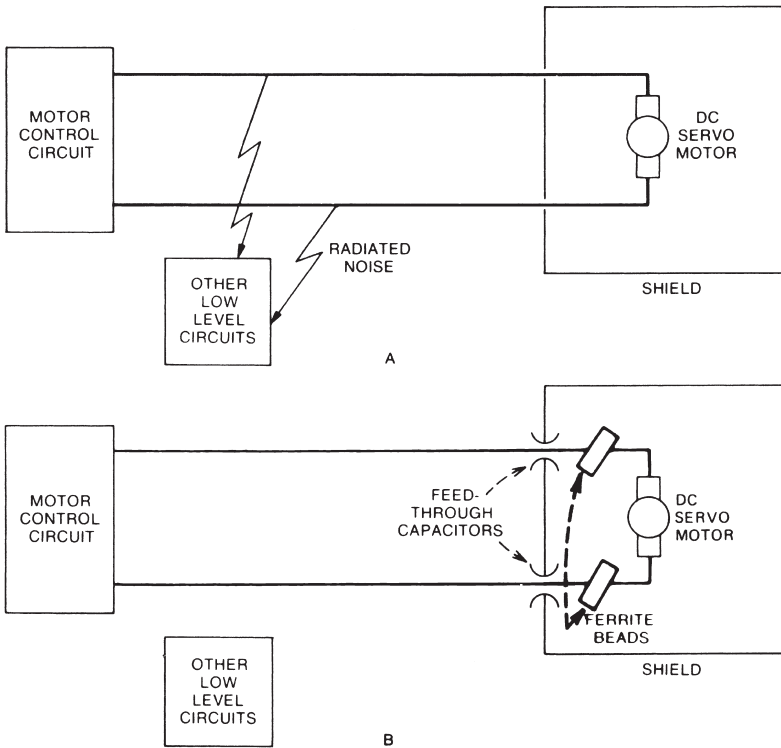 MOTOR
CONTROL
CIRCUIT
DC
SERVO
MOTOR
RADIATED
NOISE
OTHER
LOW
LEVEL
CIRCUITS
SHIELD
A
MOTOR
CONTROL
CIRCUIT
FEED-
THROUGH
CAPACITORS
DC
SERVO
MOTOR
FERRITE
BEADS
OTHER
LOW
LEVEL
CIRCUITS
SHIELD
B